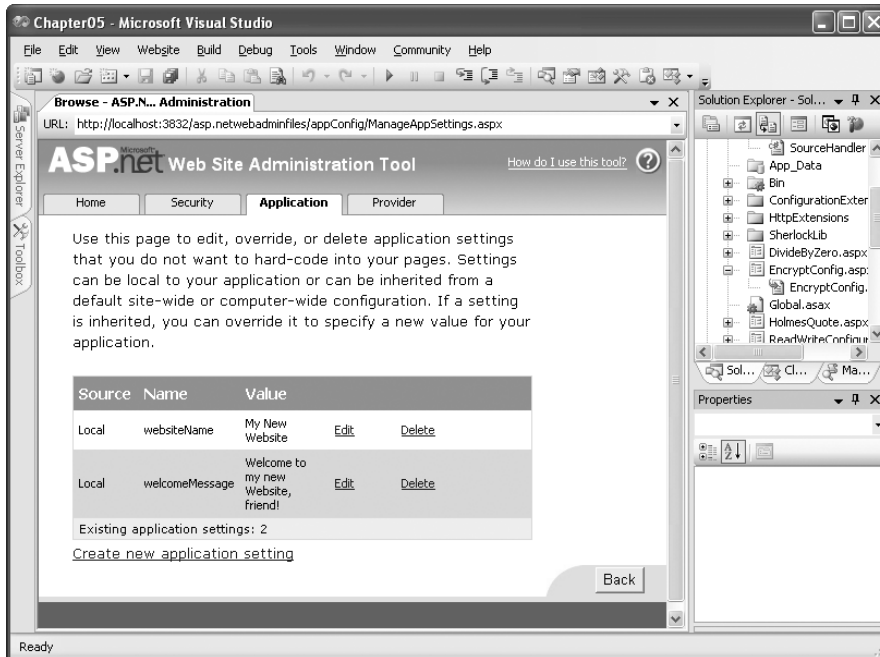 Chapter05 - Microsoft Visual Studio
File Edit View Website Build Debug Tools Window Community Help
Server Explorer
Toolbox
Browse - ASP.N... Administration
URL: http://localhost:3832/asp.netwebadminfiles/appConfig/ManageAppSettings.aspx
Microsoft
ASP.net Web Site Administration Tool
How do I use this tool? ?
Home Security Application Provider
Use this page to edit, override, or delete application settings
that you do not want to hard-code into your pages. Settings
can be local to your application or can be inherited from a
default site-wide or computer-wide configuration. If a setting
is inherited, you can override it to specify a new value for your
application.
Source Name Value
Local websiteName My New
Website Edit Delete
Local welcomeMessage Welcome to
my new
Website,
friend! Edit Delete
Existing application settings: 2
Create new application setting
Back
Solution Explorer - Sol...
SourceHandler
App_Data
Bin
ConfigurationExter
HttpExtensions
SherlockLib
DivideByZero.aspx
EncryptConfig.asp
EncryptConfig.
Global.asax
HolmesQuote.aspx
ReadWriteConfigur
Sol... Cl... Ma...
Properties
Ready